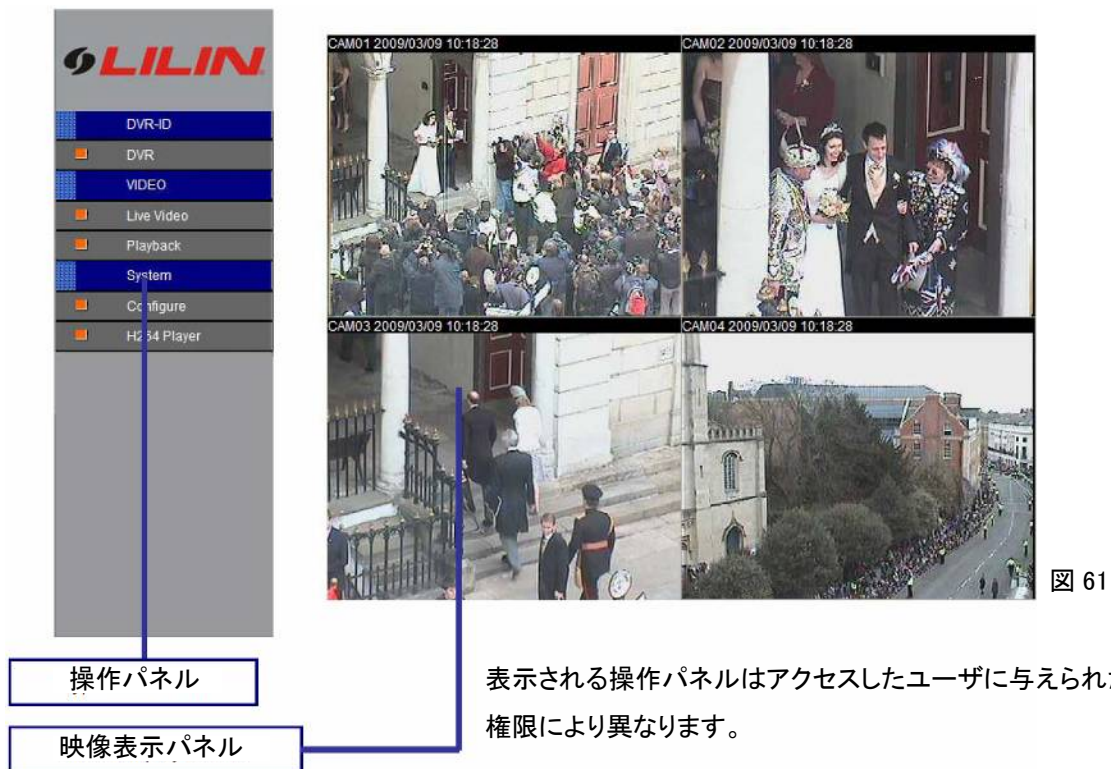 LILIN
DVR-ID
DVR
VIDEO
Live Video
Playback
System
Configure
H264 Player
CAM01 2009/03/09 10:18:28
CAM02 2009/03/09 10:18:28
CAM03 2009/03/09 10:18:28
CAM04 2009/03/09 10:18:28
図 61
操作パネル
映像表示パネル
表示される操作パネルはアクセスしたユーザに与えられ
権限により異なります。